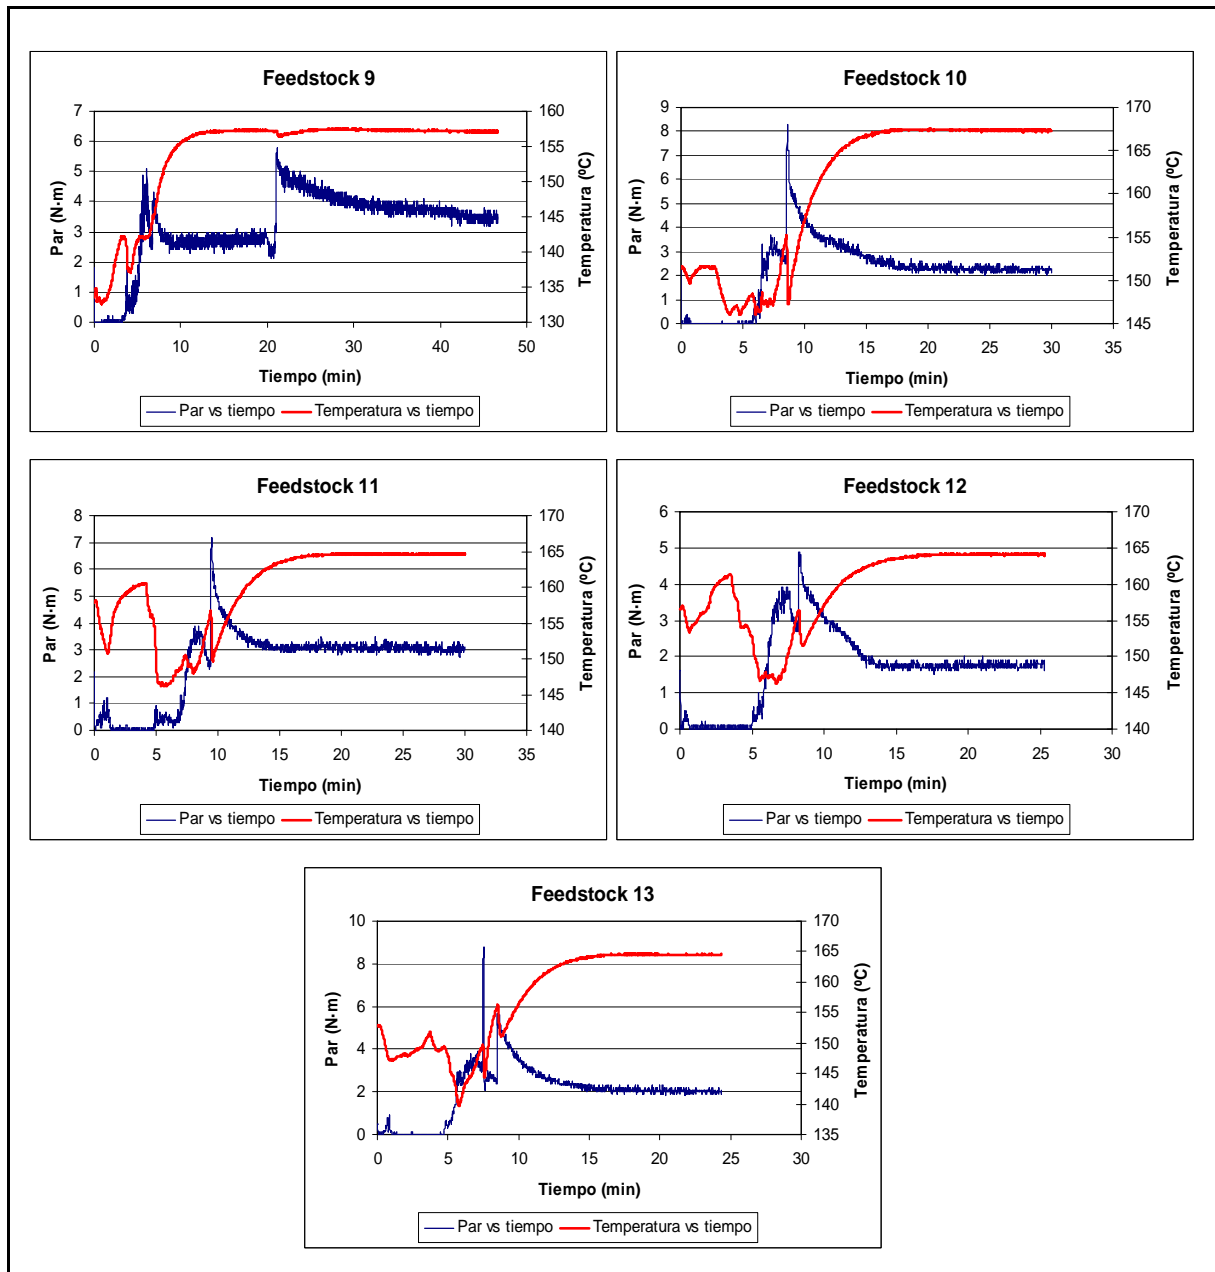 Feedstock 9
7
6
5
4
3
2
1
0
160
155
150
145
140
135
130
0 10 20 30 40 50
Par (N·m)
Temperatura (ºC)
Tiempo (min)
Par vs tiempo Temperatura vs tiempo
Feedstock 10
9
8
7
6
5
4
3
2
1
0
170
165
160
155
150
145
0 5 10 15 20 25 30 35
Par (N·m)
Temperatura (ºC)
Tiempo (min)
Par vs tiempo Temperatura vs tiempo
Feedstock 11
8
7
6
5
4
3
2
1
0
170
165
160
155
150
145
140
0 5 10 15 20 25 30 35
Par (N·m)
Temperatura (ºC)
Tiempo (min)
Par vs tiempo Temperatura vs tiempo
Feedstock 12
6
5
4
3
2
1
0
170
165
160
155
150
145
140
0 5 10 15 20 25 30
Par (N·m)
Temperatura (ºC)
Tiempo (min)
Par vs tiempo Temperatura vs tiempo
Feedstock 13
10
8
6
4
2
0
170
165
160
155
150
145
140
135
0 5 10 15 20 25 30
Par (N·m)
Temperatura (ºC)
Tiempo (min)
Par vs tiempo Temperatura vs tiempo